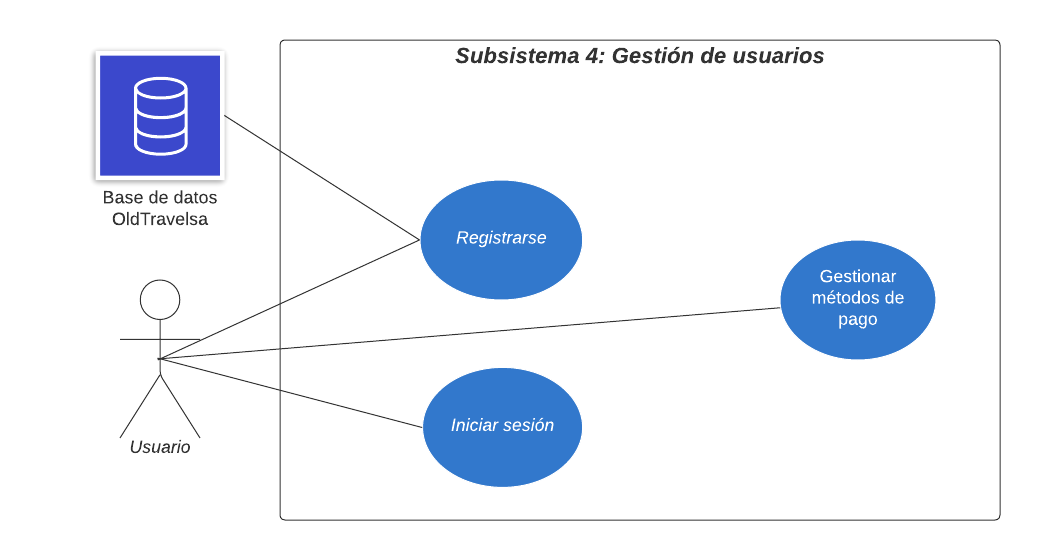 Subsistema 4: Gestión de usuarios
Base de datos
OldTravelsa
Registrarse
Gestionar
métodos de
pago
Iniciar sesión
Usuario